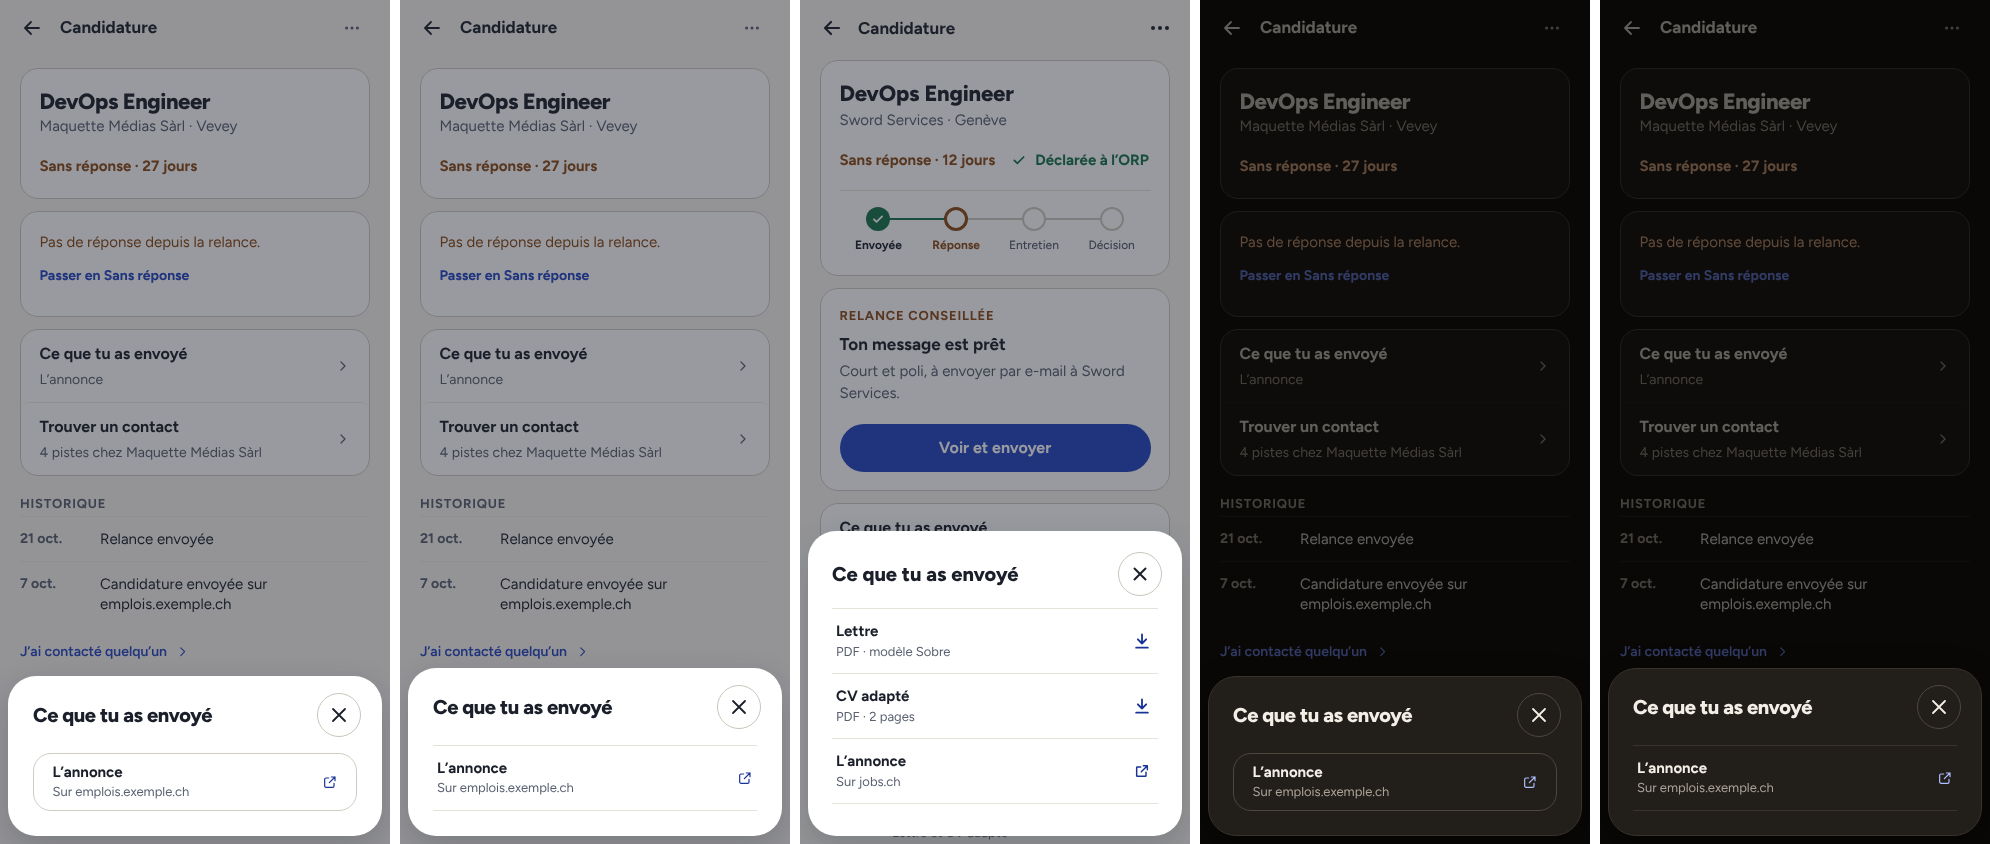 Candidature
DevOps Engineer
Maquette Médias Sàrl · Vevey
Sans réponse · 27 jours
Pas de réponse depuis la relance.
Passer en Sans réponse
Ce que tu as envoyé
L’annonce
Trouver un contact
4 pistes chez Maquette Médias Sàrl
HISTORIQUE
21 oct. Relance envoyée
7 oct. Candidature envoyée sur
emplois.exemple.ch
J’ai contacté quelqu’un
Ce que tu as envoyé
L’annonce
Sur emplois.exemple.ch
Candidature
DevOps Engineer
Maquette Médias Sàrl · Vevey
Sans réponse · 27 jours
Pas de réponse depuis la relance.
Passer en Sans réponse
Ce que tu as envoyé
L’annonce
Trouver un contact
4 pistes chez Maquette Médias Sàrl
HISTORIQUE
21 oct. Relance envoyée
7 oct. Candidature envoyée sur
emplois.exemple.ch
J’ai contacté quelqu’un
Ce que tu as envoyé
L’annonce
Sur emplois.exemple.ch
Candidature
DevOps Engineer
Sword Services · Genève
Sans réponse · 12 jours Déclarée à l’ORP
Envoyée Réponse Entretien Décision
RELANCE CONSEILLÉE
Ton message est prêt
Court et poli, à envoyer par e-mail à Sword
Services.
Voir et envoyer
Ce que tu as envoyé
Ce que tu as envoyé
Lettre
PDF · modèle Sobre
CV adapté
PDF · 2 pages
L’annonce
Sur jobs.ch
Candidature
DevOps Engineer
Maquette Médias Sàrl · Vevey
Sans réponse · 27 jours
Pas de réponse depuis la relance.
Passer en Sans réponse
Ce que tu as envoyé
L’annonce
Trouver un contact
4 pistes chez Maquette Médias Sàrl
HISTORIQUE
21 oct. Relance envoyée
7 oct. Candidature envoyée sur
emplois.exemple.ch
J’ai contacté quelqu’un
Ce que tu as envoyé
L’annonce
Sur emplois.exemple.ch
Candidature
DevOps Engineer
Maquette Médias Sàrl · Vevey
Sans réponse · 27 jours
Pas de réponse depuis la relance.
Passer en Sans réponse
Ce que tu as envoyé
L’annonce
Trouver un contact
4 pistes chez Maquette Médias Sàrl
HISTORIQUE
21 oct. Relance envoyée
7 oct. Candidature envoyée sur
emplois.exemple.ch
J’ai contacté quelqu’un
Ce que tu as envoyé
L’annonce
Sur emplois.exemple.ch